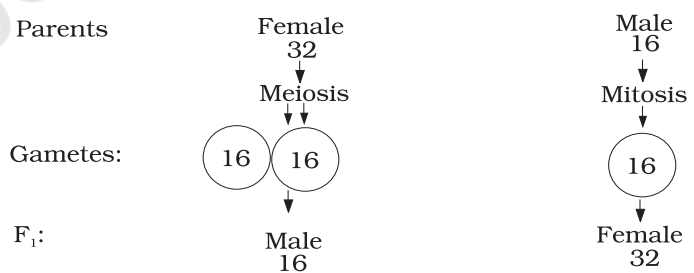 Parents Female Male
32 16
Meiosis Mitosis
Gametes: 16 16 16
F₁: Male Female
16 32